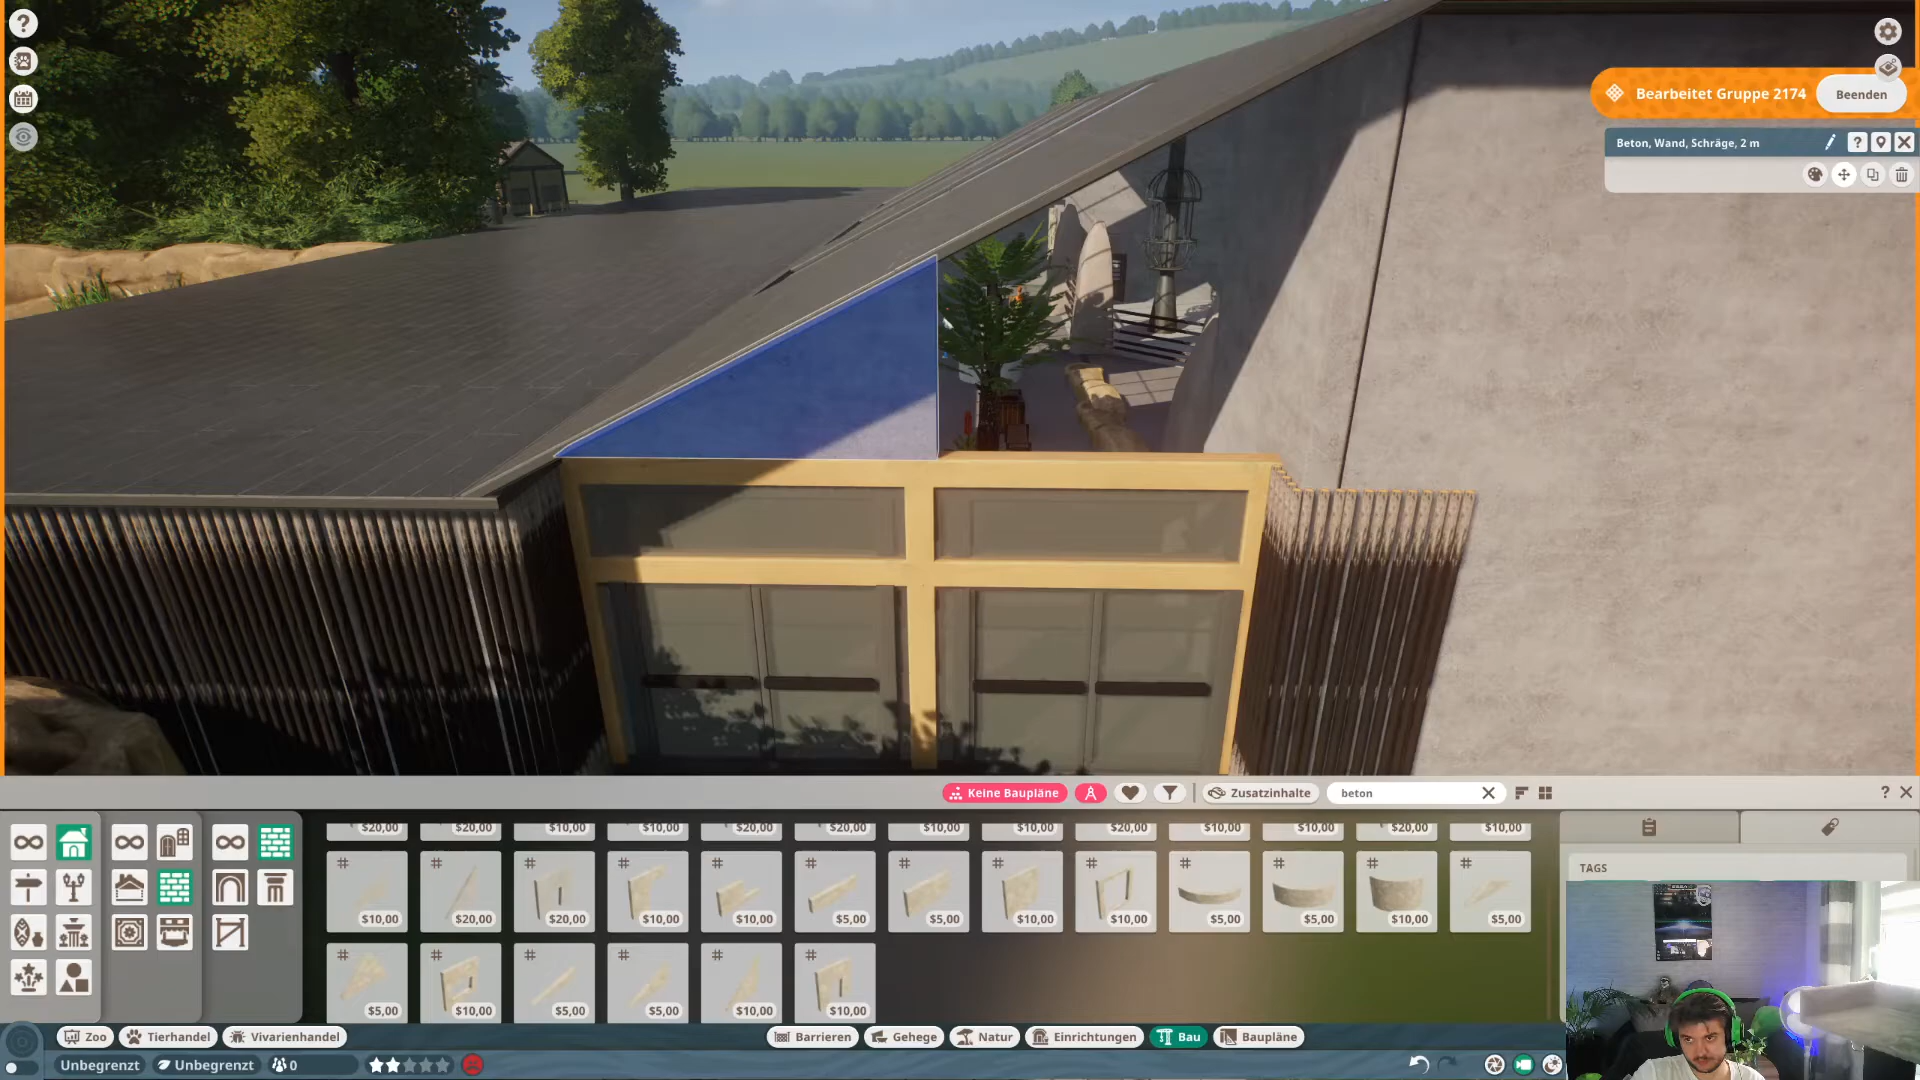 Bearbeitet Gruppe 2174
Beenden
Beton, Wand, Schräge, 2 m
Keine Baupläne
Zusatzinhalte
beton
$20,00 $20,00 $10,00 $10,00 $20,00 $20,00 $10,00 $10,00 $20,00 $10,00 $10,00 $20,00 $10,00
$10,00 $20,00 $20,00 $10,00 $10,00 $5,00 $5,00 $10,00 $10,00 $5,00 $5,00 $10,00 $5,00
$5,00 $10,00 $5,00 $5,00 $10,00 $10,00
TAGS
Zoo Tierhandel Vivarienhandel
Barrieren Gehege Natur Einrichtungen Bau Baupläne
Unbegrenzt Unbegrenzt 0